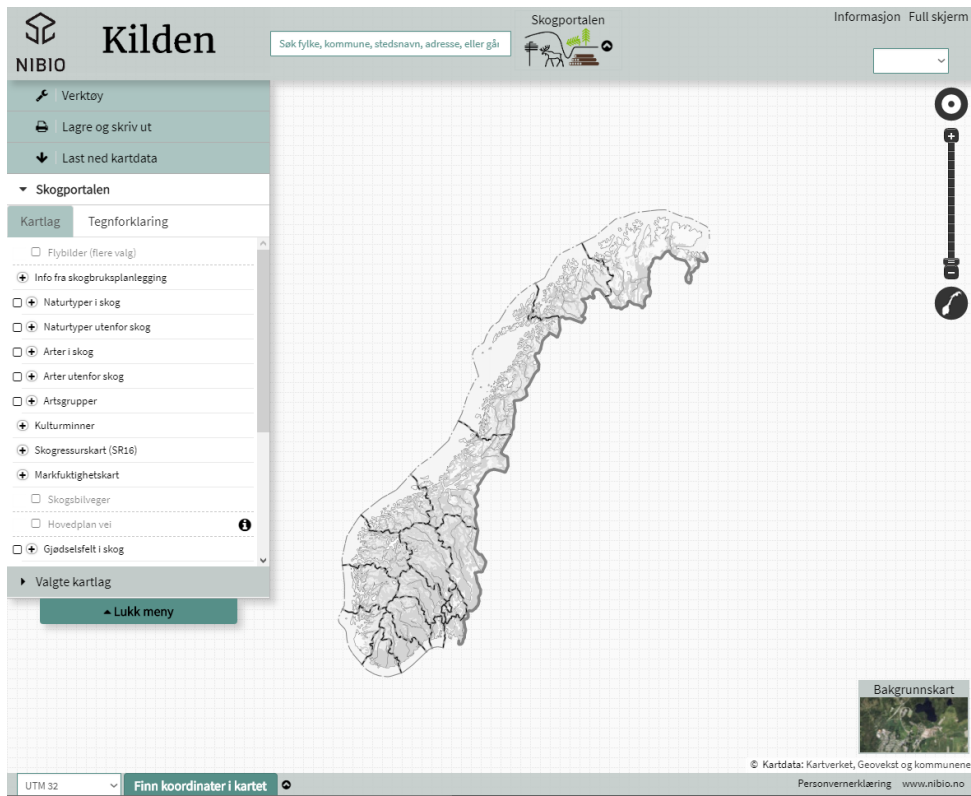 NIBIO
Kilden
Søk fylke, kommune, stedsnavn, adresse, eller går
Skogportalen
Informasjon Full skjerm
Verktøy
Lagre og skriv ut
Last ned kartdata
Skogportalen
Kartlag Tegnforklaring
Flybilder (flere valg)
Info fra skogbruksplanlegging
Naturtyper i skog
Naturtyper utenfor skog
Arter i skog
Arter utenfor skog
Artsgrupper
Kulturminner
Skogressurskart (SR16)
Markfuktighetskart
Skogsbilveger
Hovedplan vei
Gjødselsfelt i skog
Valgte kartlag
Lukk meny
Bakgrunnskart
© Kartdata: Kartverket, Geovekst og kommunene
UTM 32
Finn koordinater i kartet
Personvernerklæring www.nibio.no